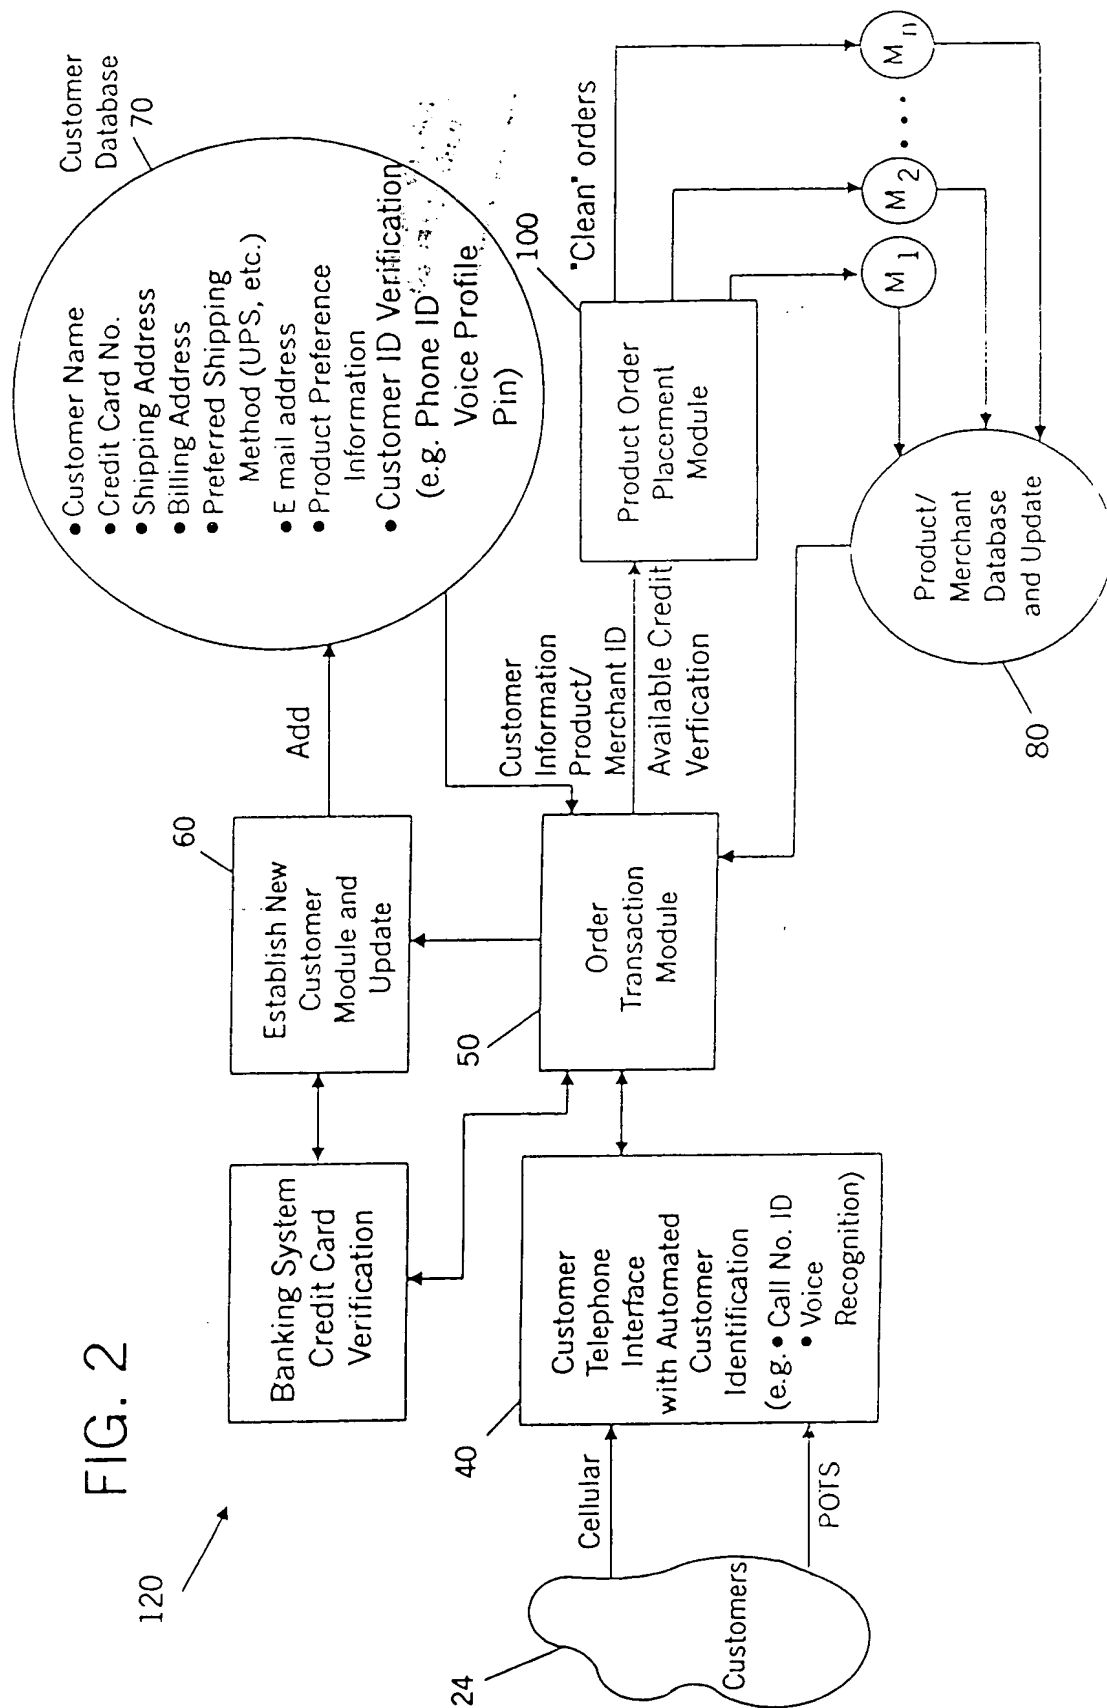 FIG. 2
120
24
Customers
Cellular
POTS
40
Customer
Telephone
Interface
with Automated
Customer
Identification
(e.g. • Call No. ID
• Voice
Recognition)
Banking System
Credit Card
Verification
60
Establish New
Customer
Module and
Update
50
Order
Transaction
Module
Add
Customer
Database
70
• Customer Name
• Credit Card No.
• Shipping Address
• Billing Address
• Preferred Shipping
Method (UPS, etc.)
• E mail address
• Product Preference
Information
• Customer ID Verification
(e.g. Phone ID
Voice Profile
Pin)
Customer
Information
Product/
Merchant ID
Available Credit
Verfication
100
Product Order
Placement
Module
"Clean" orders
M 1
M 2
....
M n
Product/
Merchant
Database
and Update
80